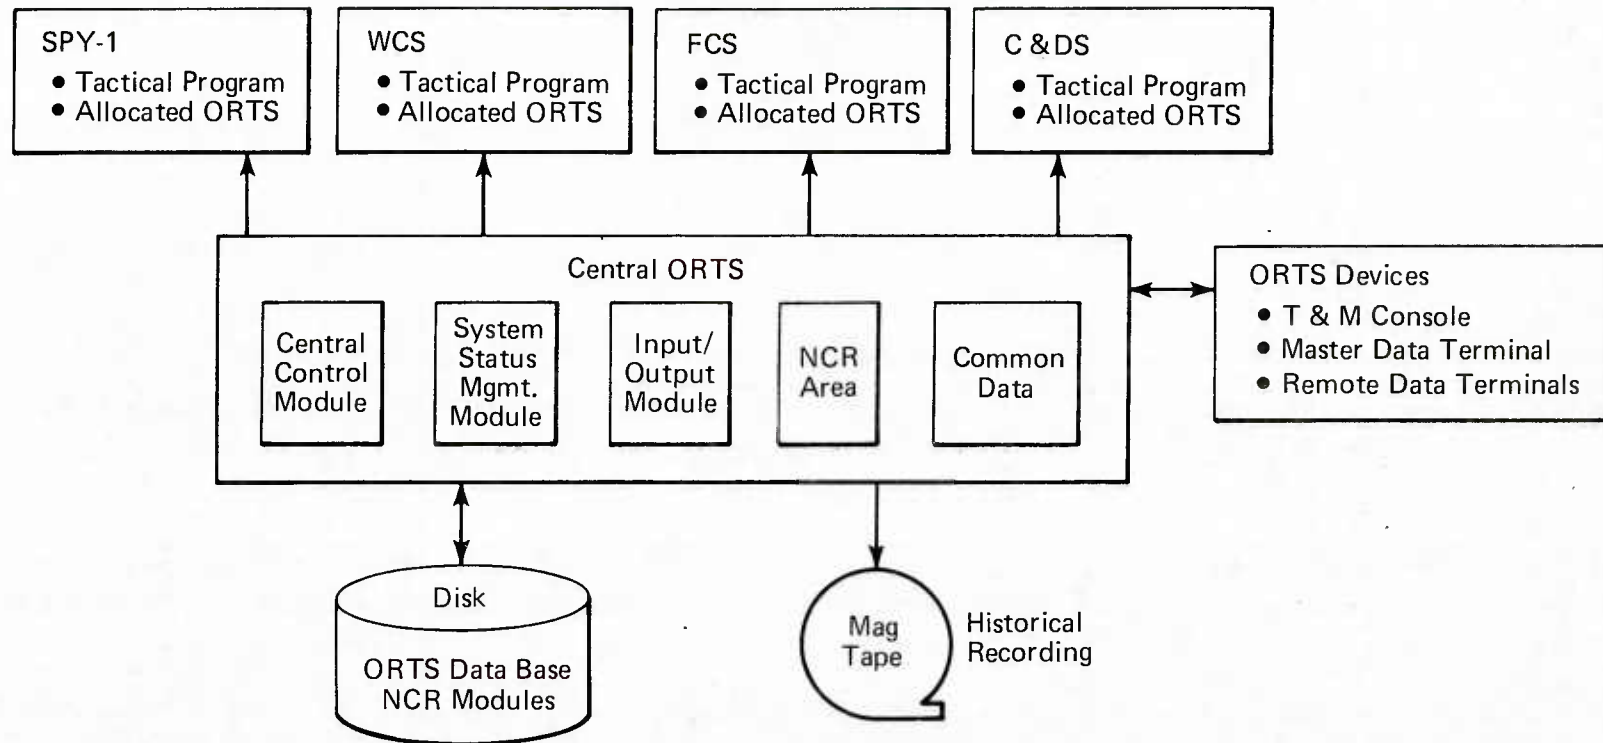 SPY-1
• Tactical Program
• Allocated ORTS
WCS
• Tactical Program
• Allocated ORTS
FCS
• Tactical Program
• Allocated ORTS
C & DS
• Tactical Program
• Allocated ORTS
Central ORTS
Central
Control
Module
System
Status
Mgmt.
Module
Input/
Output
Module
NCR
Area
Common
Data
ORTS Devices
• T & M Console
• Master Data Terminal
• Remote Data Terminals
Disk
ORTS Data Base
NCR Modules
Mag
Tape
Historical
Recording